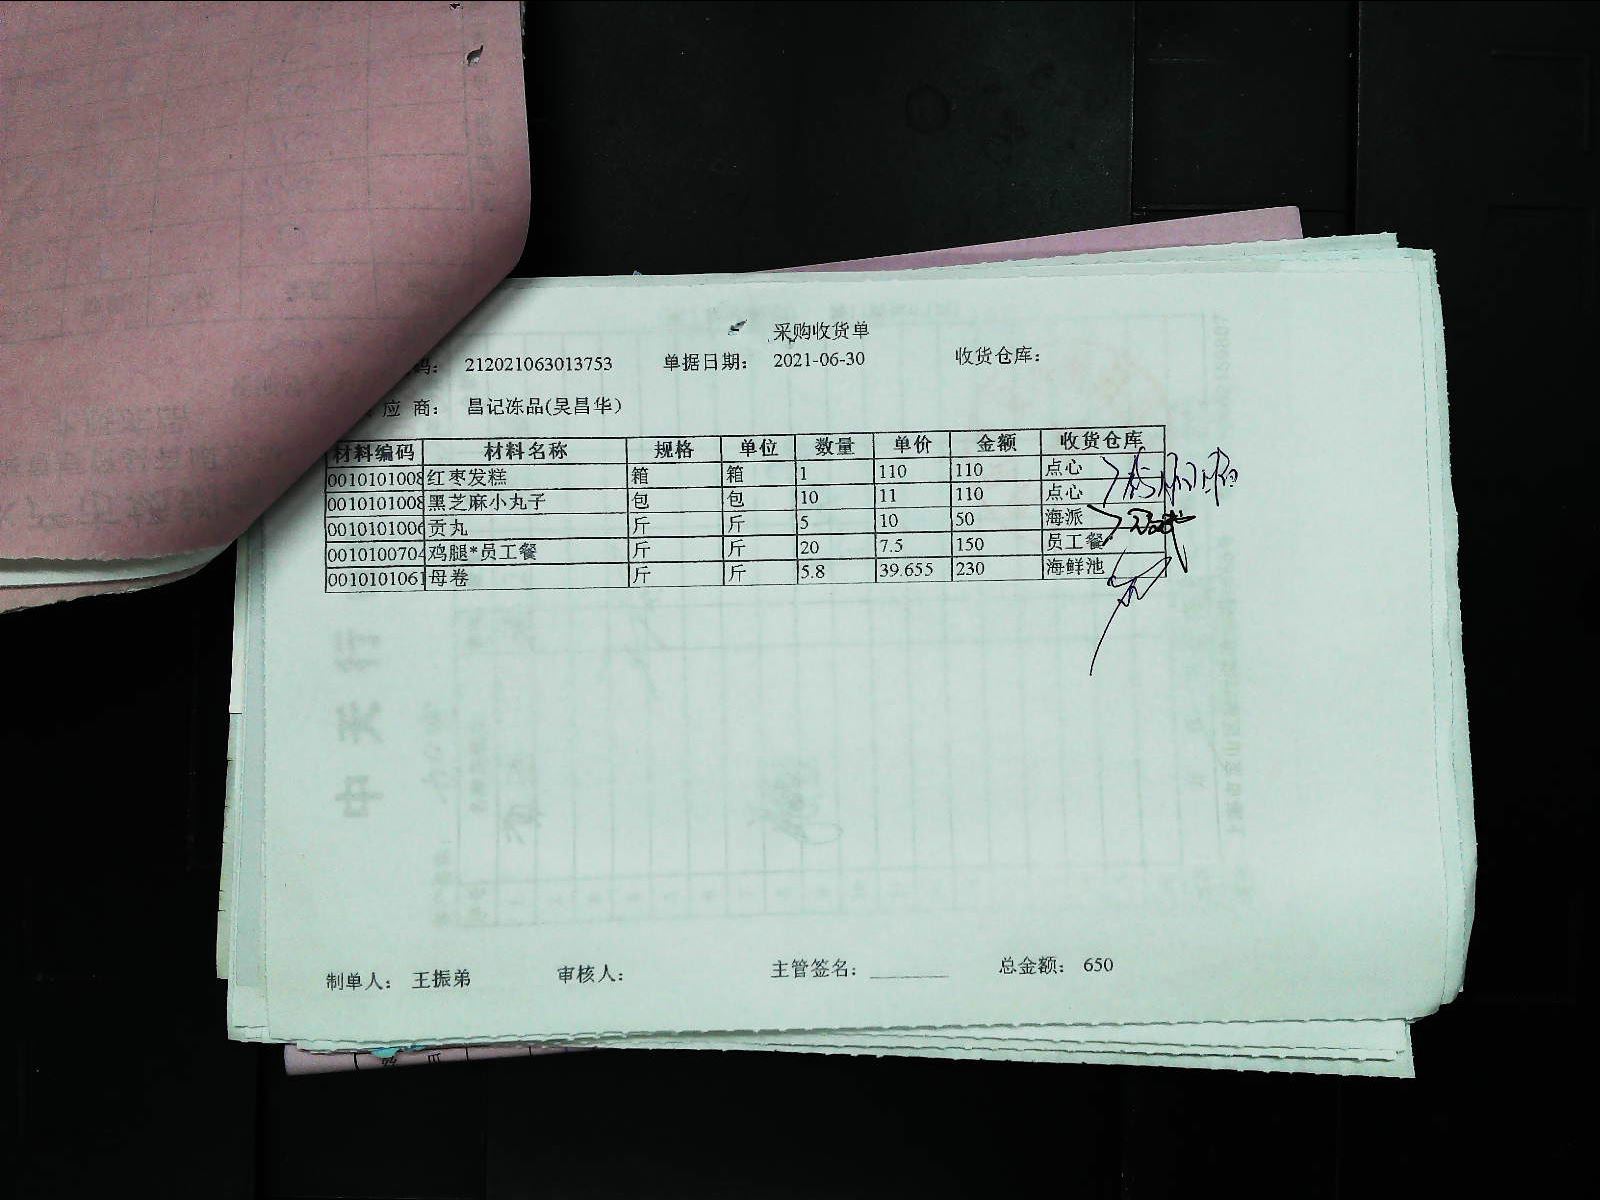 采购收货单
码： 212021063013753 单据日期： 2021-06-30 收货仓库：
应 商： 昌记冻品(吴昌华)
材料编码 材料名称 规格 单位 数量 单价 金额 收货仓库
0010101008 红枣发糕 箱 箱 1 110 110 点心
0010101008 黑芝麻小丸子 包 包 10 11 110 点心
0010101006 贡丸 斤 斤 5 10 50 海派
0010100704 鸡腿*员工餐 斤 斤 20 7.5 150 员工餐
0010101061 母卷 斤 斤 5.8 39.655 230 海鲜池
制单人： 王振弟 审核人： 主管签名： 总金额： 650